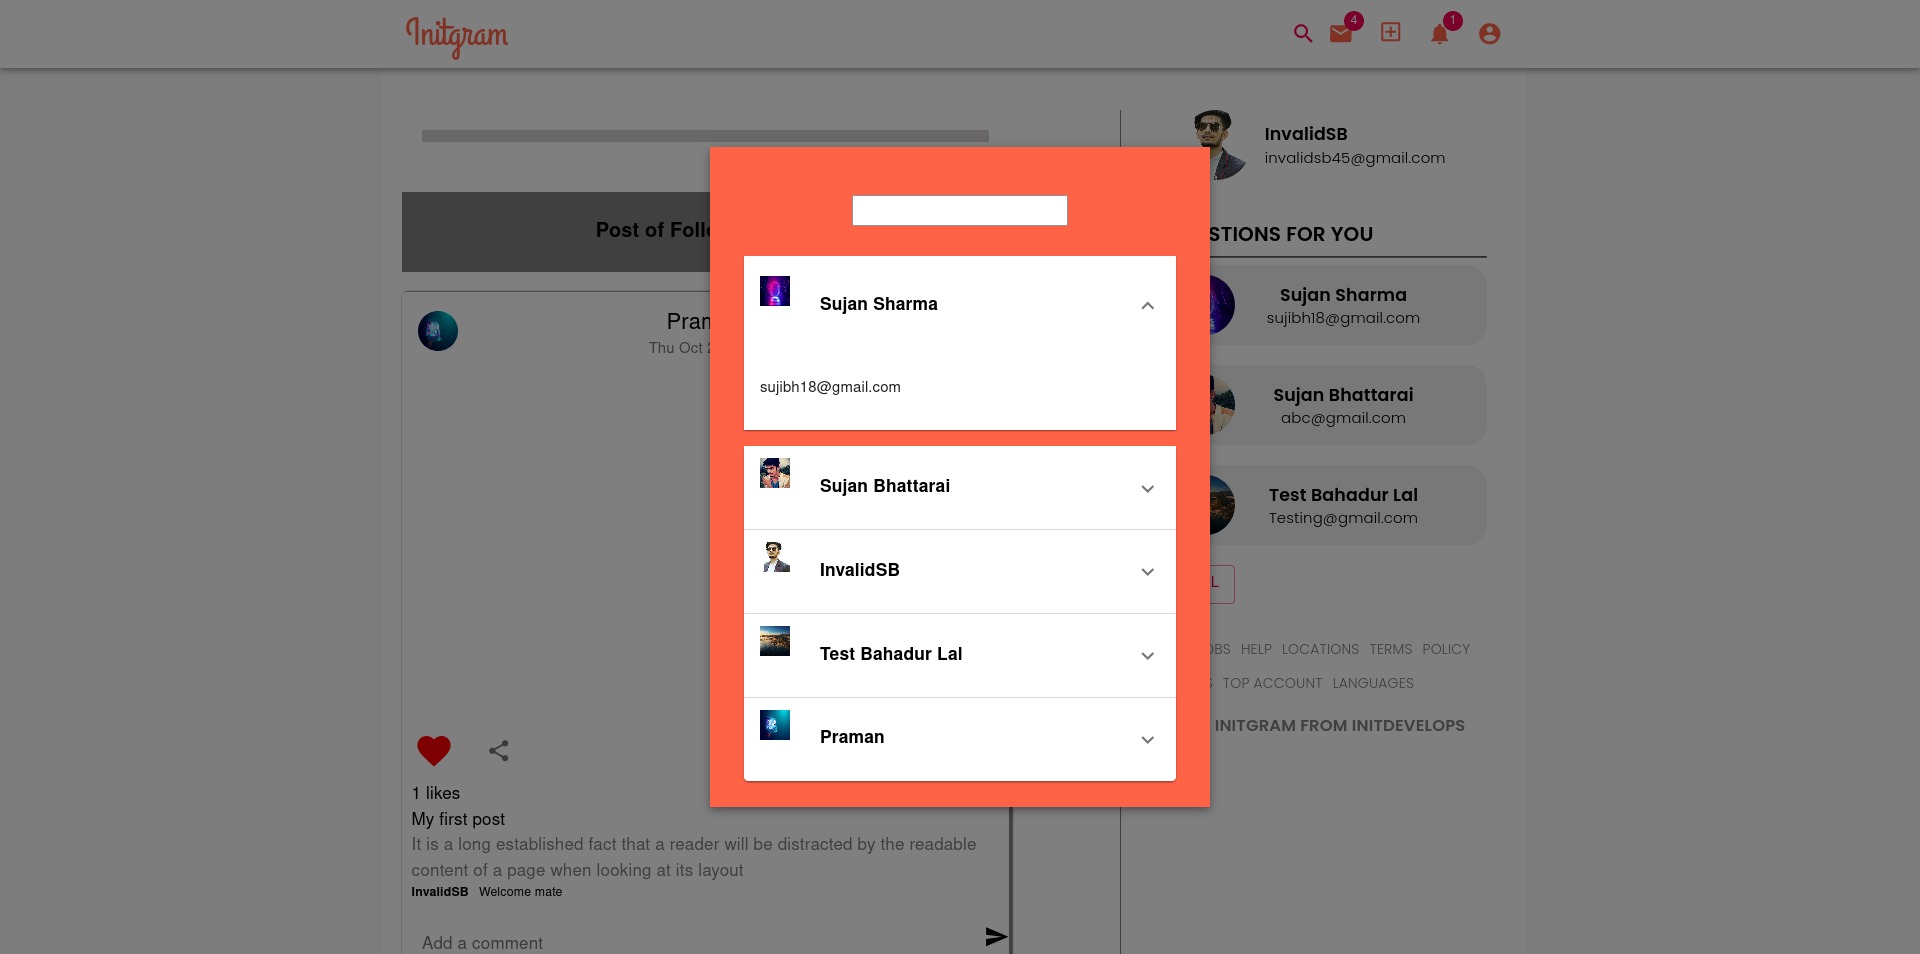 Initgram
4
1
InvalidSB
invalidsb45@gmail.com
Post of Follo
STIONS FOR YOU
Sujan Sharma
sujibh18@gmail.com
Sujan Bhattarai
abc@gmail.com
Test Bahadur Lal
Testing@gmail.com
L
OBS HELP LOCATIONS TERMS POLICY
S TOP ACCOUNT LANGUAGES
INITGRAM FROM INITDEVELOPS
Sujan Sharma
sujibh18@gmail.com
Sujan Bhattarai
InvalidSB
Test Bahadur Lal
Praman
Pram
Thu Oct 2
1 likes
My first post
It is a long established fact that a reader will be distracted by the readable
content of a page when looking at its layout
InvalidSB Welcome mate
Add a comment